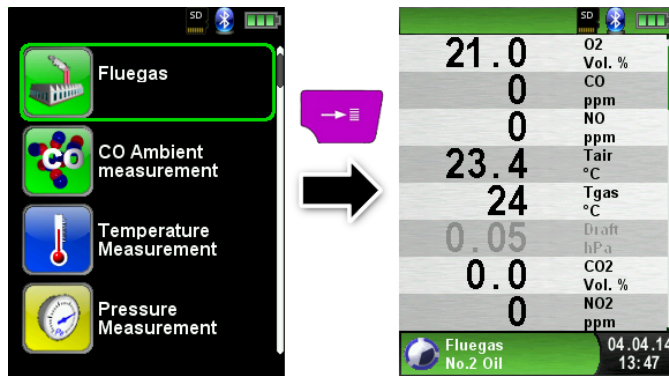 SD
Fluegas
CO
CO Ambient
measurement
Temperature
Measurement
Pa
Pressure
Measurement
SD
21.0 O2
Vol. %
0 CO
ppm
0 NO
ppm
23.4 Tair
°C
24 Tgas
°C
0.05 Draft
hPa
0.0 CO2
Vol. %
0 NO2
ppm
Fluegas 04.04.14
No.2 Oil 13:47